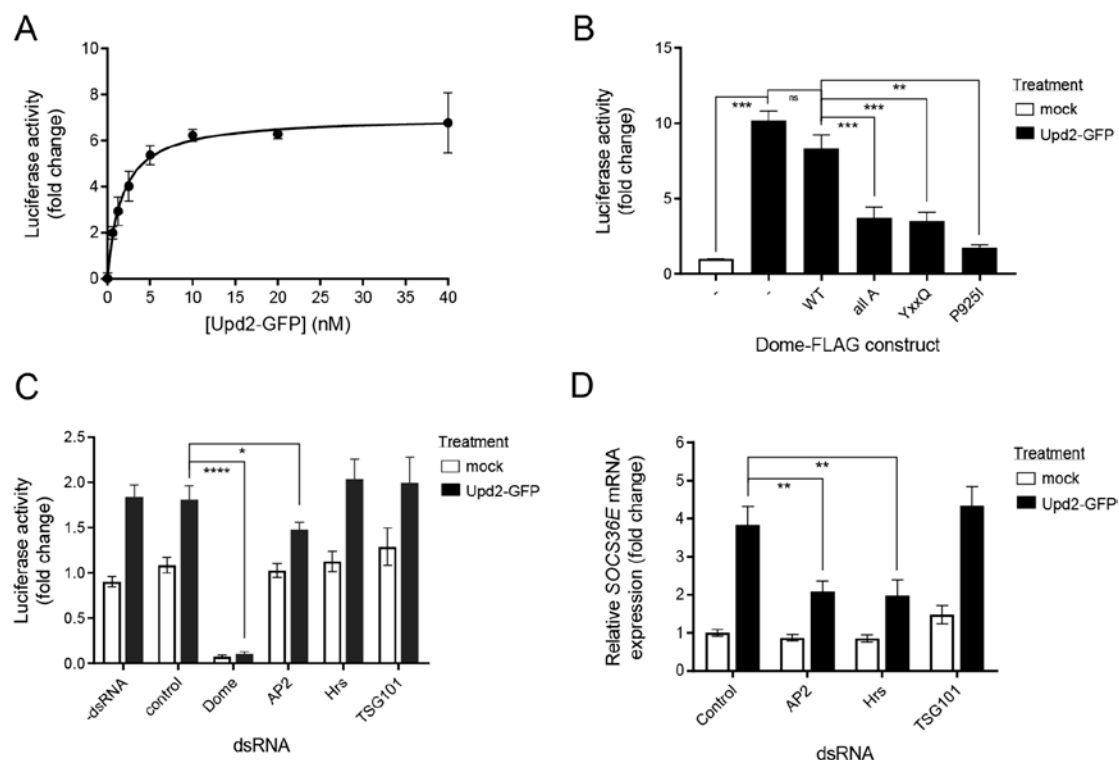 A
Luciferase activity
(fold change)
10
8
6
4
2
0
0 5 10 15 20 25 30 35 40
[Upd2-GFP] (nM)
B
Luciferase activity
(fold change)
15
10
5
0
***
ns
***
***
**
- - WT all A YxxQ P925I
Dome-FLAG construct
Treatment
mock
Upd2-GFP
C
Luciferase activity
(fold change)
2.5
2.0
1.5
1.0
0.5
0.0
*
****
-dsRNA control Dome AP2 Hrs TSG101
dsRNA
Treatment
mock
Upd2-GFP
D
Relative SOCS36E mRNA
expression (fold change)
6
5
4
3
2
1
0
**
**
Control AP2 Hrs TSG101
dsRNA
Treatment
mock
Upd2-GFP